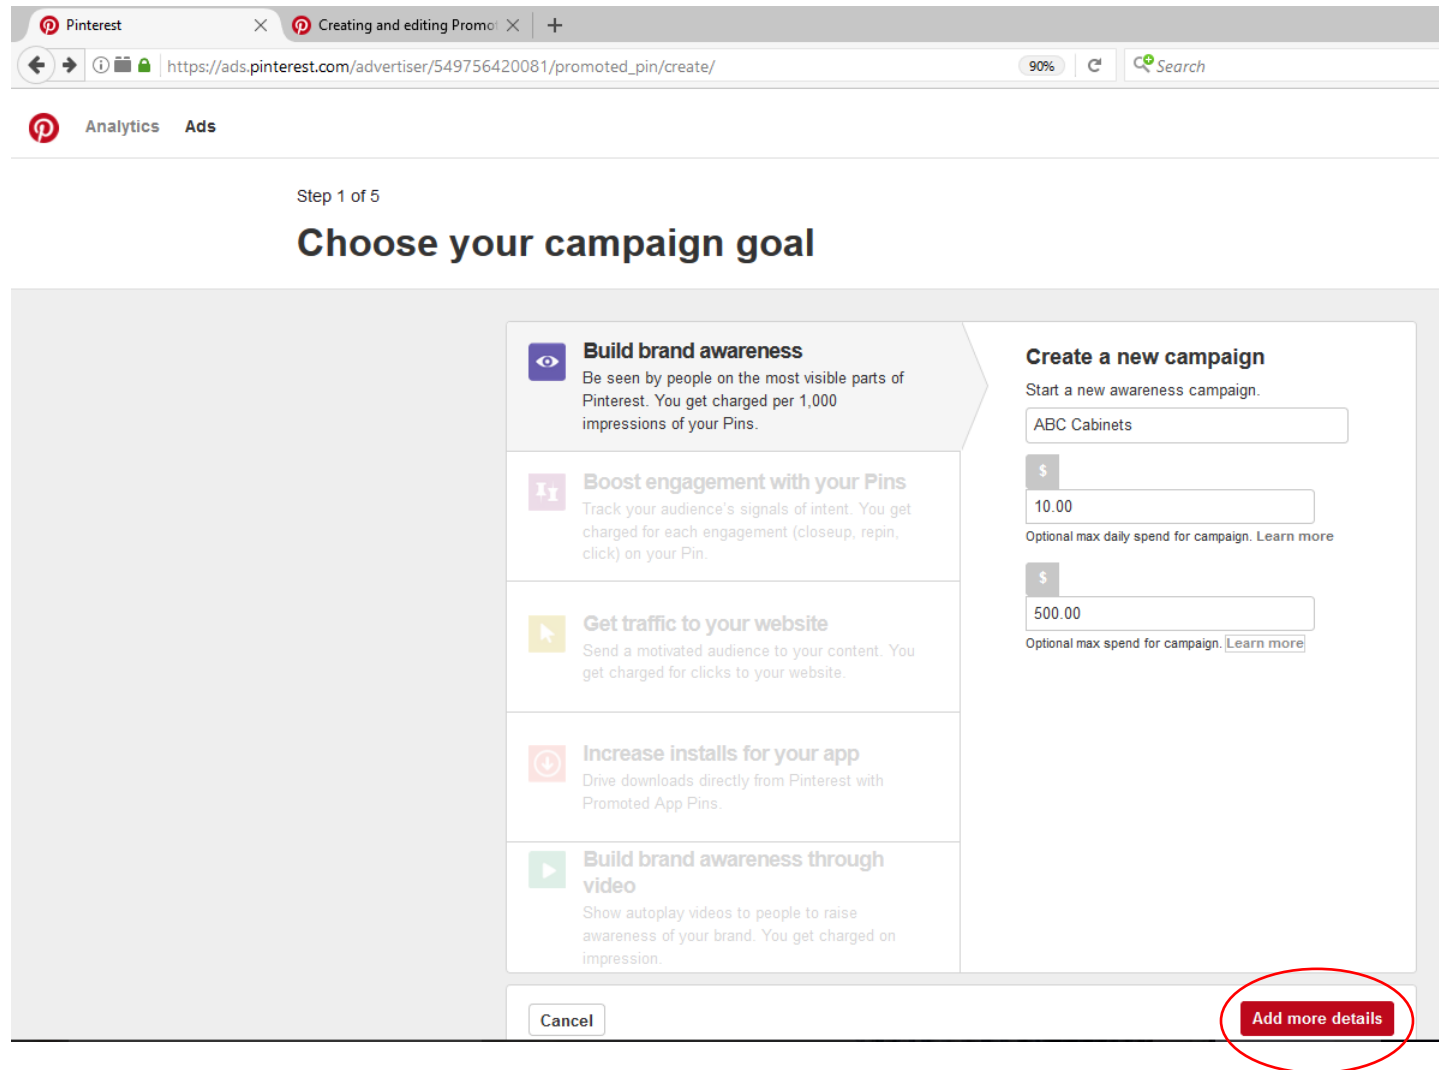 Pinterest
Creating and editing Promot
https://ads.pinterest.com/advertiser/549756420081/promoted_pin/create/
90%
Search
Analytics Ads
Step 1 of 5
Choose your campaign goal
Build brand awareness
Be seen by people on the most visible parts of
Pinterest. You get charged per 1,000
impressions of your Pins.
Boost engagement with your Pins
Track your audience's signals of intent. You get
charged for each engagement (closeup, repin,
click) on your Pin.
Get traffic to your website
Send a motivated audience to your content. You
get charged for clicks to your website.
Increase installs for your app
Drive downloads directly from Pinterest with
Promoted App Pins.
Build brand awareness through
video
Show autoplay videos to people to raise
awareness of your brand. You get charged on
impression.
Create a new campaign
Start a new awareness campaign.
ABC Cabinets
$
10.00
Optional max daily spend for campaign. Learn more
$
500.00
Optional max spend for campaign. Learn more
Cancel
Add more details